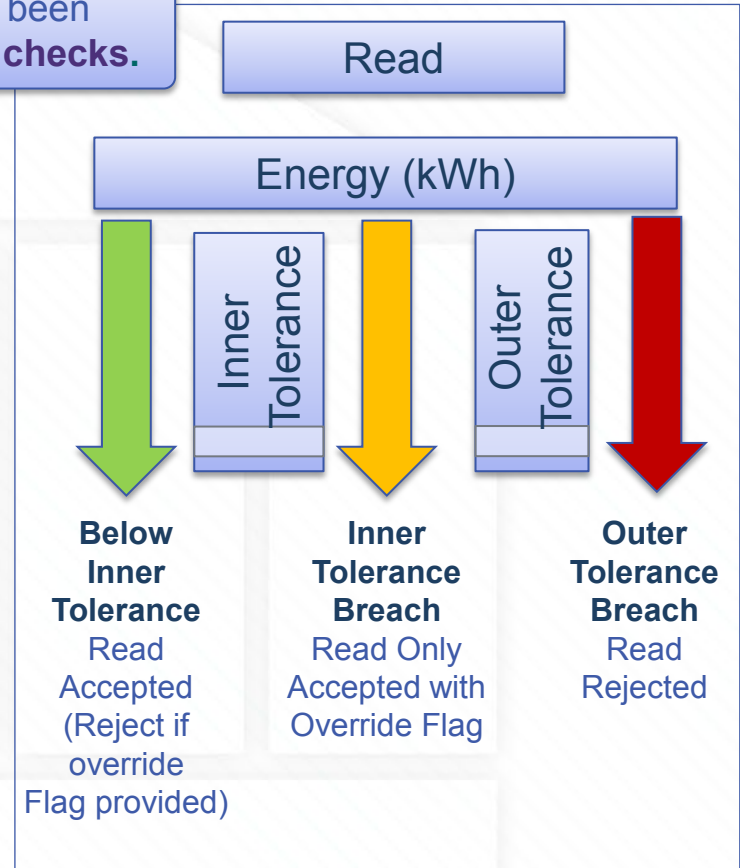 been
checks.
Read
Energy (kWh)
Inner
Tolerance
Outer
Tolerance
Below
Inner
Tolerance
Read
Accepted
(Reject if
override
Flag provided)
Inner
Tolerance
Breach
Read Only
Accepted with
Override Flag
Outer
Tolerance
Breach
Read
Rejected